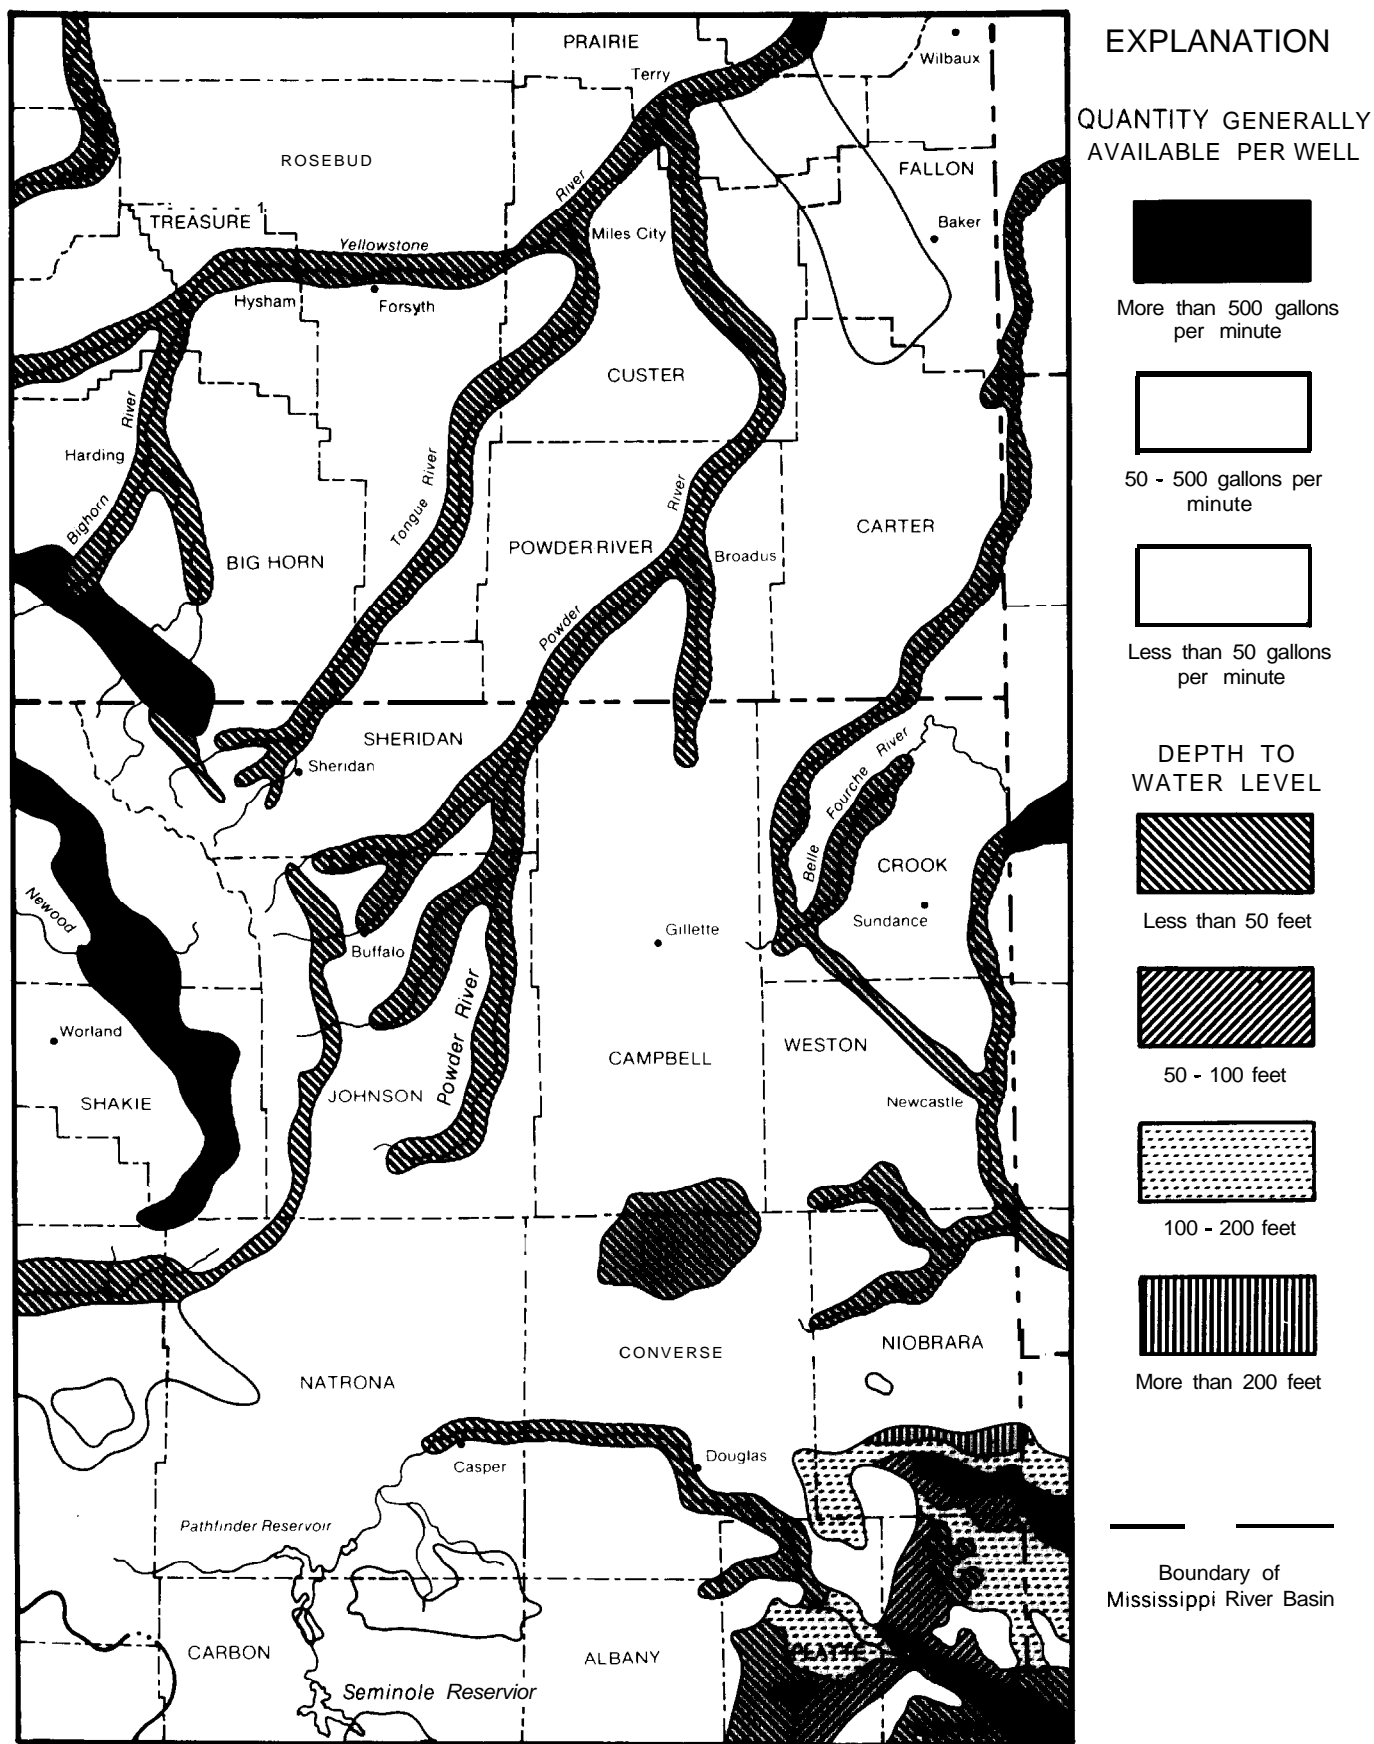 PRAIRIE
Wilbaux
Terry
ROSEBUD
FALLON
River
TREASURE
Baker
Miles City
Yellowstone
Hysham
Forsyth
CUSTER
River
Harding
River
River
Tongue
Bighorn
CARTER
POWDER RIVER
Broadus
BIG HORN
Powder
SHERIDAN
Sheridan
River
Fourche
Belle
CROOK
Newood
Sundance
Gillette
Buffalo
Powder River
Worland
WESTON
CAMPBELL
JOHNSON
SHAKIE
Newcastle
NIOBRARA
CONVERSE
NATRONA
Douglas
Casper
Pathfinder Reservoir
CARBON
ALBANY
PLATTE
Seminole Reservior
EXPLANATION
QUANTITY GENERALLY
AVAILABLE PER WELL
More than 500 gallons
per minute
50 - 500 gallons per
minute
Less than 50 gallons
per minute
DEPTH TO
WATER LEVEL
Less than 50 feet
50 - 100 feet
100 - 200 feet
More than 200 feet
Boundary of
Mississippi River Basin